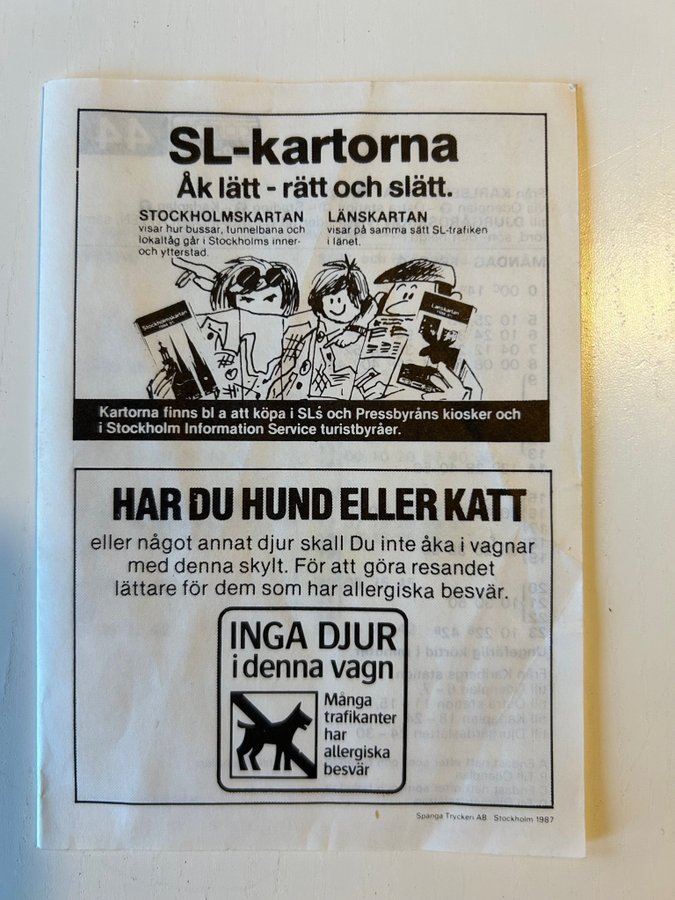 SL-kartorna
Åk lätt - rätt och slätt.
STOCKHOLMSKARTAN
visar hur bussar, tunnelbana och
lokaltåg går i Stockholms inner-
och ytterstad.
LÄNSKARTAN
visar på samma sätt SL-trafiken
i länet.
Stockholmskartan
Länskartan
Kartorna finns bl a att köpa i SLs och Pressbyråns kiosker och
i Stockholm Information Service turistbyråer.
HAR DU HUND ELLER KATT
eller något annat djur skall Du inte åka i vagnar
med denna skylt. För att göra resandet
lättare för dem som har allergiska besvär.
INGA DJUR
i denna vagn
Många
trafikanter
har
allergiska
besvär
Spånga Tryckeri AB Stockholm 1987